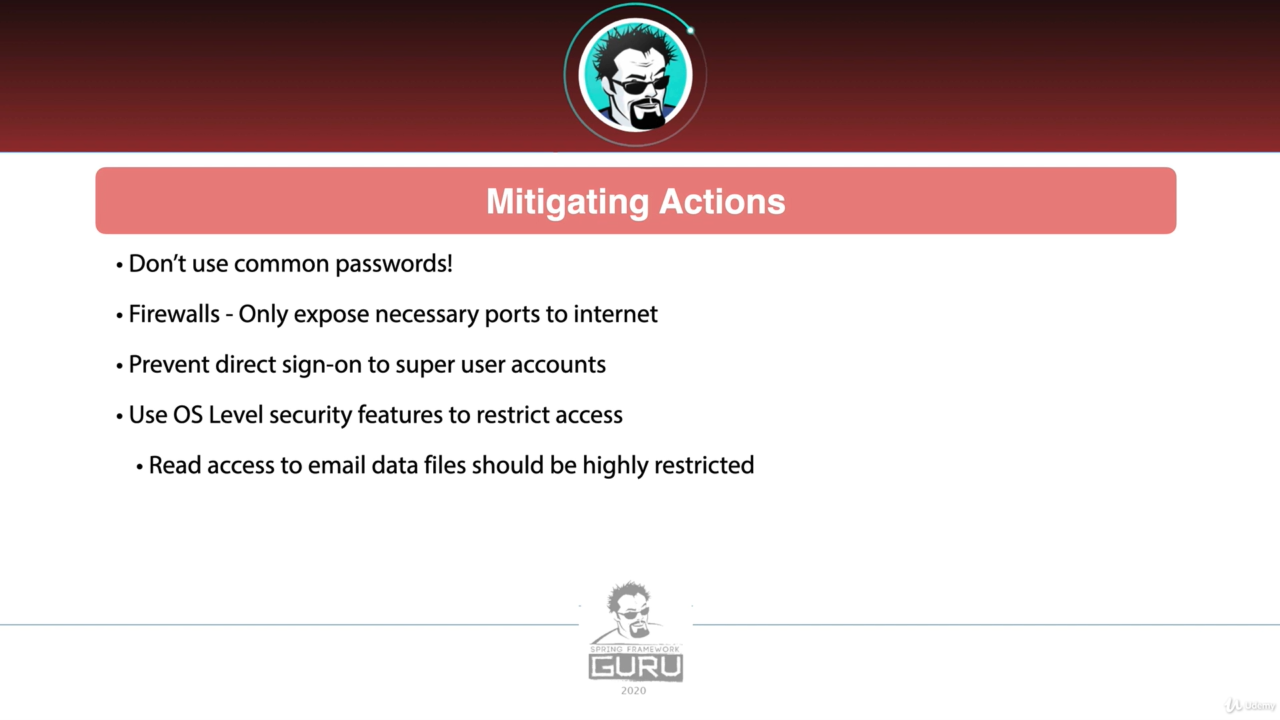 Mitigating Actions
• Don’t use common passwords!
• Firewalls - Only expose necessary ports to internet
• Prevent direct sign-on to super user accounts
• Use OS Level security features to restrict access
• Read access to email data files should be highly restricted
SPRING FRAMEWORK
GURU
2020
Udemy